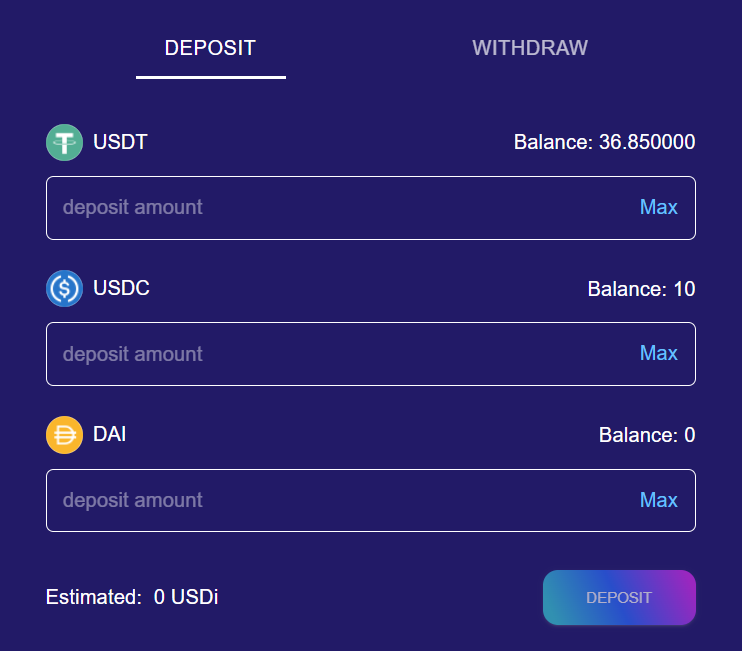 DEPOSIT WITHDRAW
USDT Balance: 36.850000
deposit amount Max
USDC Balance: 10
deposit amount Max
DAI Balance: 0
deposit amount Max
Estimated: 0 USDi DEPOSIT